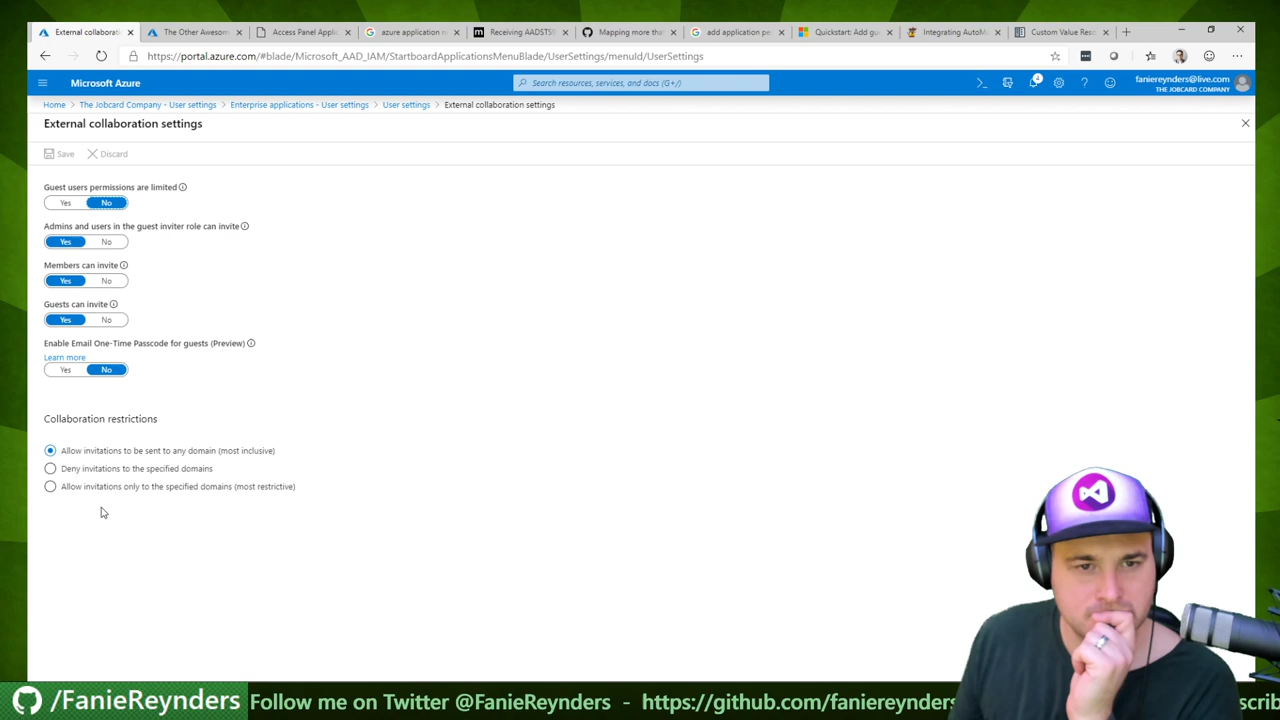 External collaborati
The Other Awesom
Access Panel Applic
azure application n
Receiving AADSTS9
Mapping more tha
add application pe
Quickstart: Add gu
Integrating AutoM
Custom Value Reso
https://portal.azure.com/#blade/Microsoft_AAD_IAM/StartboardApplicationsMenuBlade/UserSettings/menuId/UserSettings
Microsoft Azure
Search resources, services, and docs (G+/)
4
faniereynders@live.com
THE JOBCARD COMPANY
Home > The Jobcard Company - User settings > Enterprise applications - User settings > User settings > External collaboration settings
External collaboration settings
Save Discard
Guest users permissions are limited
Yes No
Admins and users in the guest inviter role can invite
Yes No
Members can invite
Yes No
Guests can invite
Yes No
Enable Email One-Time Passcode for guests (Preview)
Learn more
Yes No
Collaboration restrictions
Allow invitations to be sent to any domain (most inclusive)
Deny invitations to the specified domains
Allow invitations only to the specified domains (most restrictive)
/FanieReynders Follow me on Twitter @FanieReynders - https://github.com/faniereynders scrib